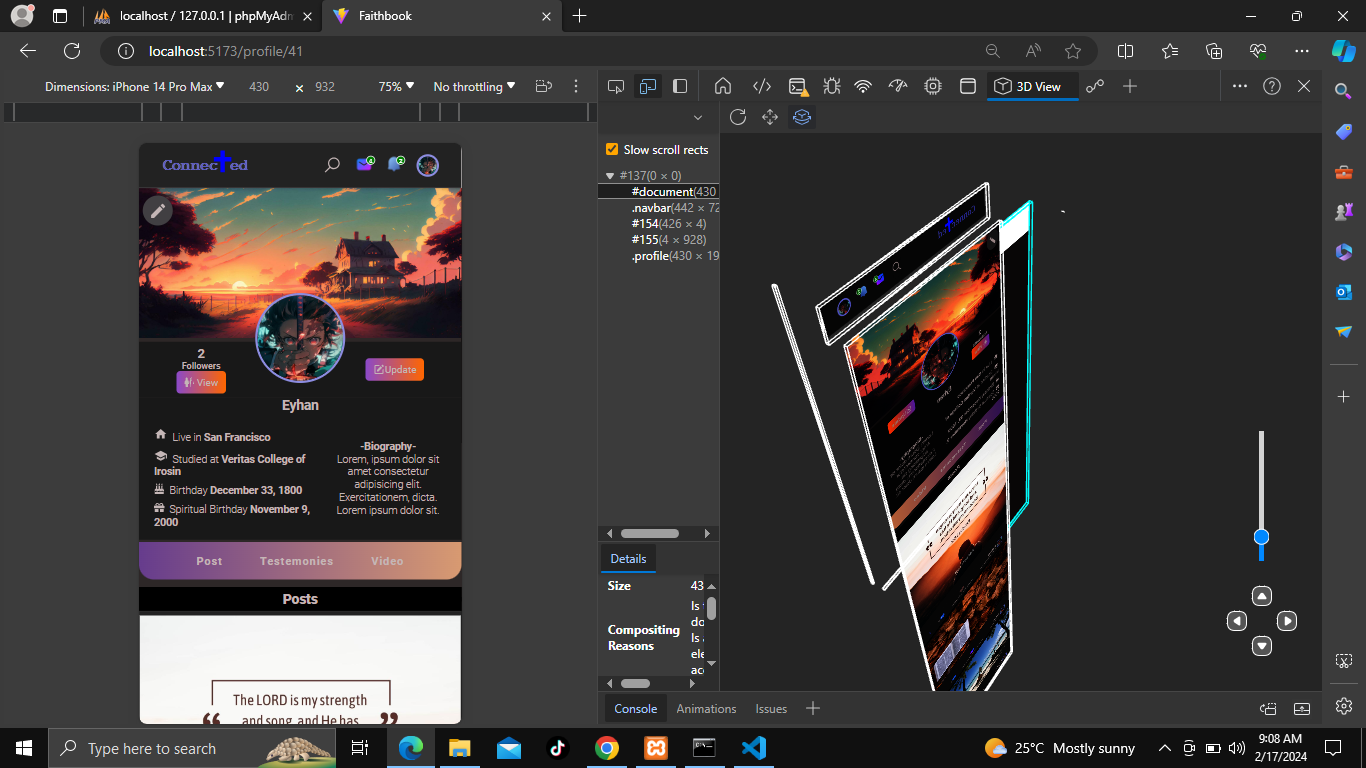 localhost / 127.0.0.1 | phpMyAdm
Faithbook
localhost:5173/profile/41
Dimensions: iPhone 14 Pro Max
430 × 932
75%
No throttling
3D View
Slow scroll rects
#137(0 × 0)
#document(430
.navbar(442 × 72
#154(426 × 4)
#155(4 × 928)
.profile(430 × 19
Details
Size 43
Compositing Reasons
Console
Animations
Issues
Connected
4
2
2
Followers
View
Update
Eyhan
Live in San Francisco
Studied at Veritas College of
Irosin
Birthday December 33, 1800
Spiritual Birthday November 9,
2000
-Biography-
Lorem, ipsum dolor sit
amet consectetur
adipisicing elit.
Exercitationem, dicta.
Lorem ipsum dolor sit.
Post
Testemonies
Video
Posts
The LORD is my strength
and song, and He has
Type here to search
25°C Mostly sunny
9:08 AM
2/17/2024